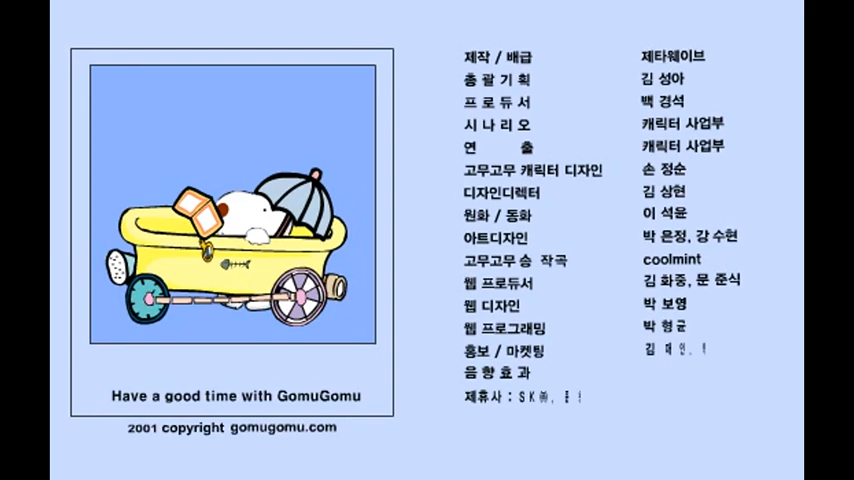 Have a good time with GomuGomu
2001 copyright gomugomu.com
제작 / 배급 제타웨이브
총 괄 기 획 김 성아
프 로 듀 서 백 경석
시 나 리 오 캐릭터 사업부
연 출 캐릭터 사업부
고무고무 캐릭터 디자인 손 정순
디자인디렉터 김 상현
원화 / 동화 이 석윤
아트디자인 박 은정, 강 수현
고무고무 송 작곡 coolmint
웹 프로듀서 김 화중, 문 준식
웹 디자인 박 보영
웹 프로그래밍 박 형균
홍보 / 마켓팅 김 재인,
음 향 효 과
제휴사 : SK㈜,